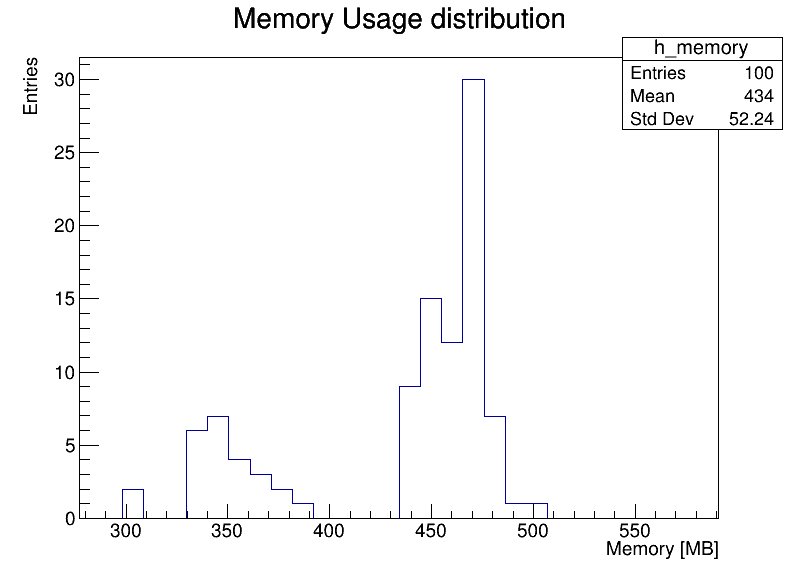 Memory Usage distribution
h_memory
Entries 100
Mean 434
Std Dev 52.24
Entries
30
25
20
15
10
5
0
300 350 400 450 500 550
Memory [MB]